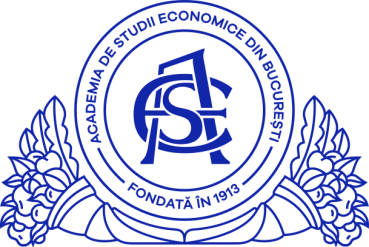 ACADEMIA DE STUDII ECONOMICE DIN BUCUREȘTI
ASE
FONDATĂ ÎN 1913